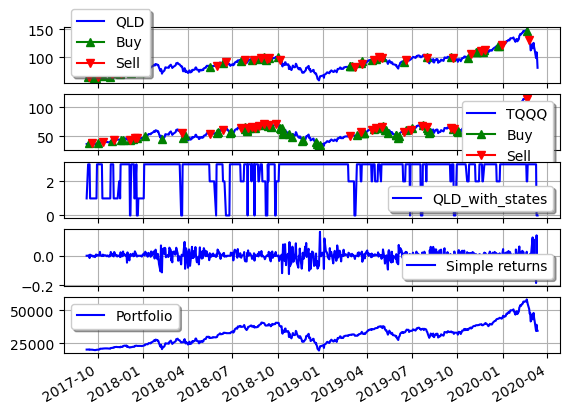 150
100
QLD
Buy
Sell
100
50
TQQQ
Buy
Sell
2
0
QLD_with_states
0.0
−0.2
Simple returns
50000
25000
Portfolio
2017-10 2018-01 2018-04 2018-07 2018-10 2019-01 2019-04 2019-07 2019-10 2020-01 2020-04